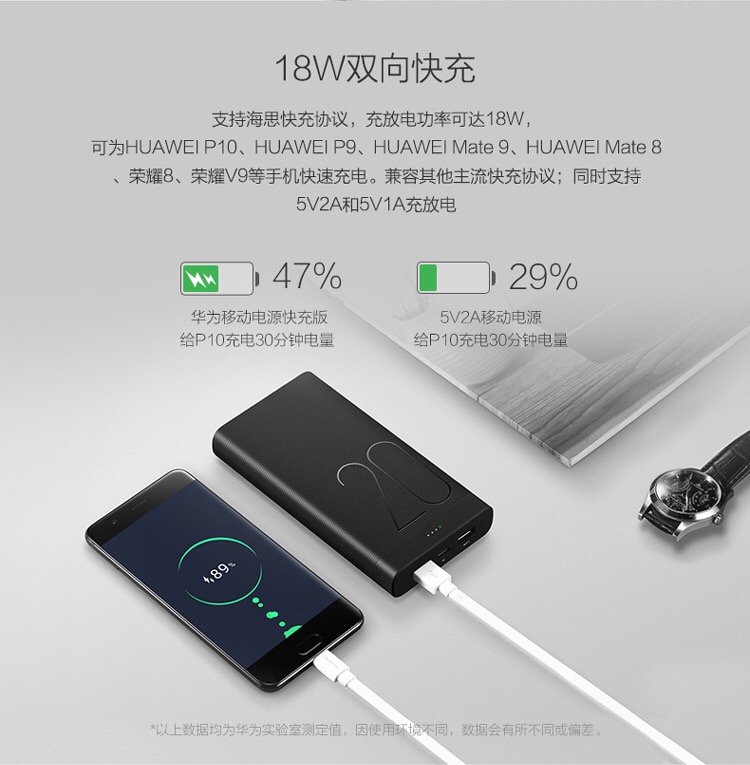 18W双向快充
支持海思快充协议，充放电功率可达18W，
可为HUAWEI P10、HUAWEI P9、HUAWEI Mate 9、HUAWEI Mate 8
、荣耀8、荣耀V9等手机快速充电。兼容其他主流快充协议；同时支持
5V2A和5V1A充放电
47%
29%
华为移动电源快充版
给P10充电30分钟电量
5V2A移动电源
给P10充电30分钟电量
20
89%
*以上数据均为华为实验室测定值，因使用环境不同，数据会有所不同或偏差。